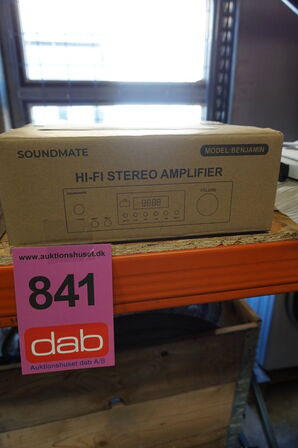 SOUNDMATE
MODEL:BENJAMIN
HI-FI STEREO AMPLIFIER
VOLUME
8888
www.auktionshuset.dk
841
dab
Auktionshuset dab A/S